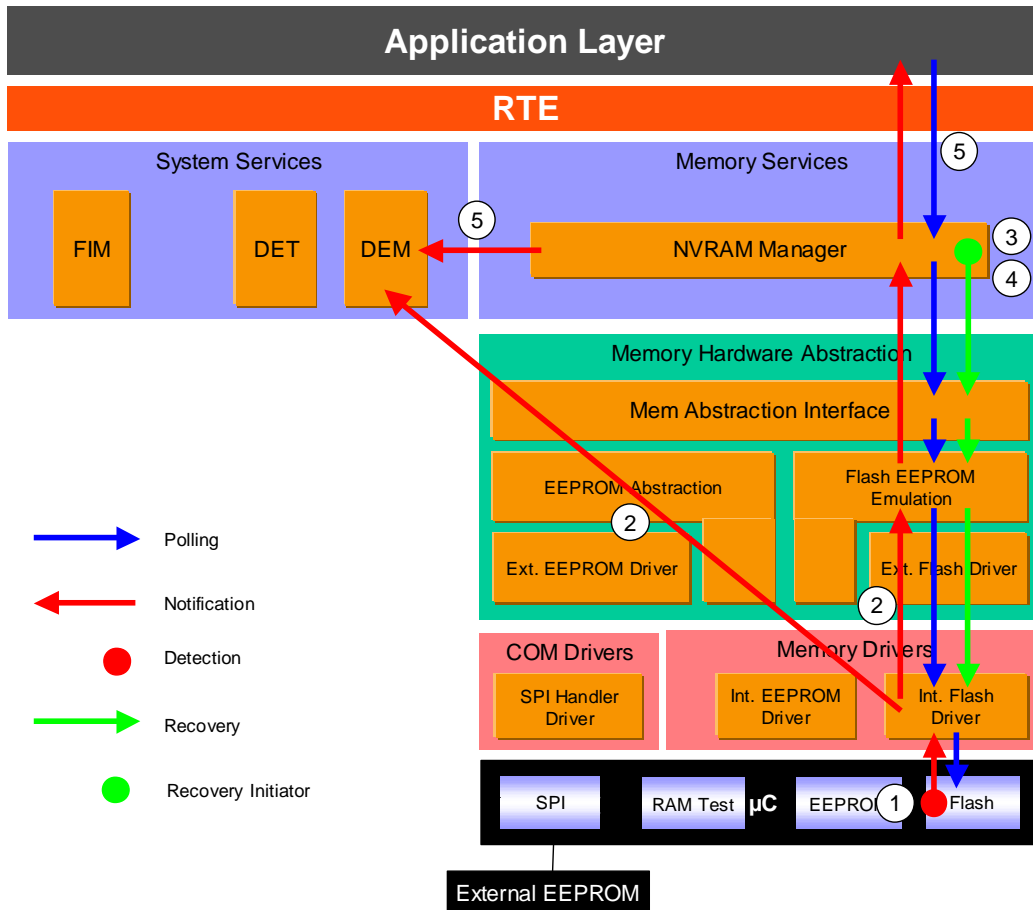 Application Layer
RTE
System Services
Memory Services
5
FIM
DET
DEM
5
NVRAM Manager
3
4
Memory Hardware Abstraction
Mem Abstraction Interface
EEPROM Abstraction
Flash EEPROM
Emulation
2
Ext. EEPROM Driver
Ext. Flash Driver
2
Polling
Notification
Detection
Recovery
Recovery Initiator
COM Drivers
Memory Drivers
SPI Handler
Driver
Int. EEPROM
Driver
Int. Flash
Driver
SPI
RAM Test
µC
EEPROM
1
Flash
External EEPROM